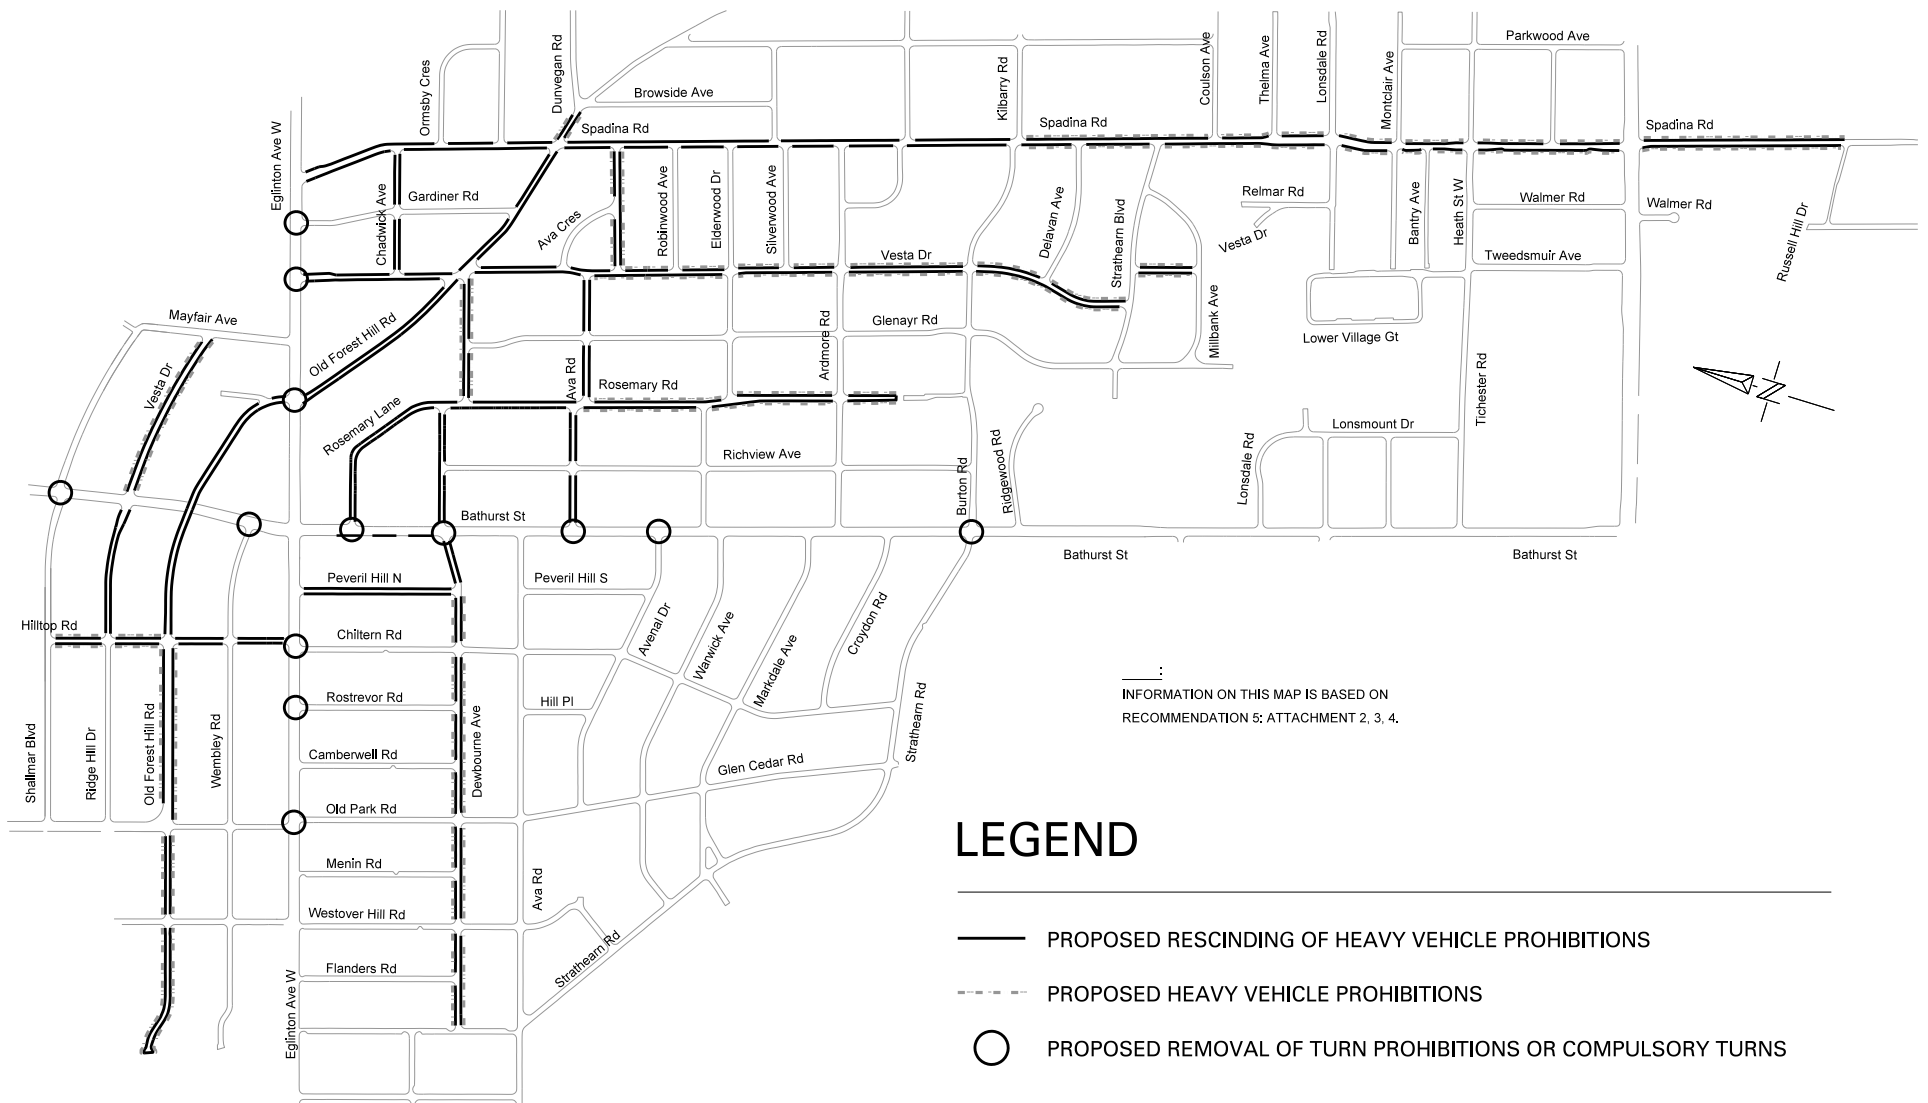 Parkwood Ave
Ormsby Cres
Dunvegan Rd
Browside Ave
Kilbarry Rd
Coulson Ave
Thelma Ave
Lonsdale Rd
Montclair Ave
Eglinton Ave W
Spadina Rd
Spadina Rd
Spadina Rd
Chadwick Ave
Gardiner Rd
Ava Cres
Robinwood Ave
Elderwood Dr
Silverwood Ave
Vesta Dr
Delavan Ave
Strathearn Blvd
Relmar Rd
Vesta Dr
Bantry Ave
Heath St W
Walmer Rd
Walmer Rd
Tweedsmuir Ave
Russell Hill Dr
Mayfair Ave
Vesta Dr
Old Forest Hill Rd
Ava Rd
Rosemary Rd
Ardmore Rd
Glenayr Rd
Millbank Ave
Lower Village Gt
Tichester Rd
Rosemary Lane
Richview Ave
Burton Rd
Ridgewood Rd
Lonsdale Rd
Lonsmount Dr
N
Bathurst St
Bathurst St
Bathurst St
Peveril Hill N
Peveril Hill S
Hilltop Rd
Chiltern Rd
Avenal Dr
Warwick Ave
Markdale Ave
Croydon Rd
Strathearn Rd
Rostrevor Rd
Hill Pl
Shallmar Blvd
Ridge Hill Dr
Old Forest Hill Rd
Wembley Rd
Camberwell Rd
Dewbourne Ave
Glen Cedar Rd
Old Park Rd
Menin Rd
Ava Rd
Westover Hill Rd
Strathearn Rd
Flanders Rd
Eglinton Ave W
:
INFORMATION ON THIS MAP IS BASED ON
RECOMMENDATION 5: ATTACHMENT 2, 3, 4.
LEGEND
PROPOSED RESCINDING OF HEAVY VEHICLE PROHIBITIONS
PROPOSED HEAVY VEHICLE PROHIBITIONS
PROPOSED REMOVAL OF TURN PROHIBITIONS OR COMPULSORY TURNS